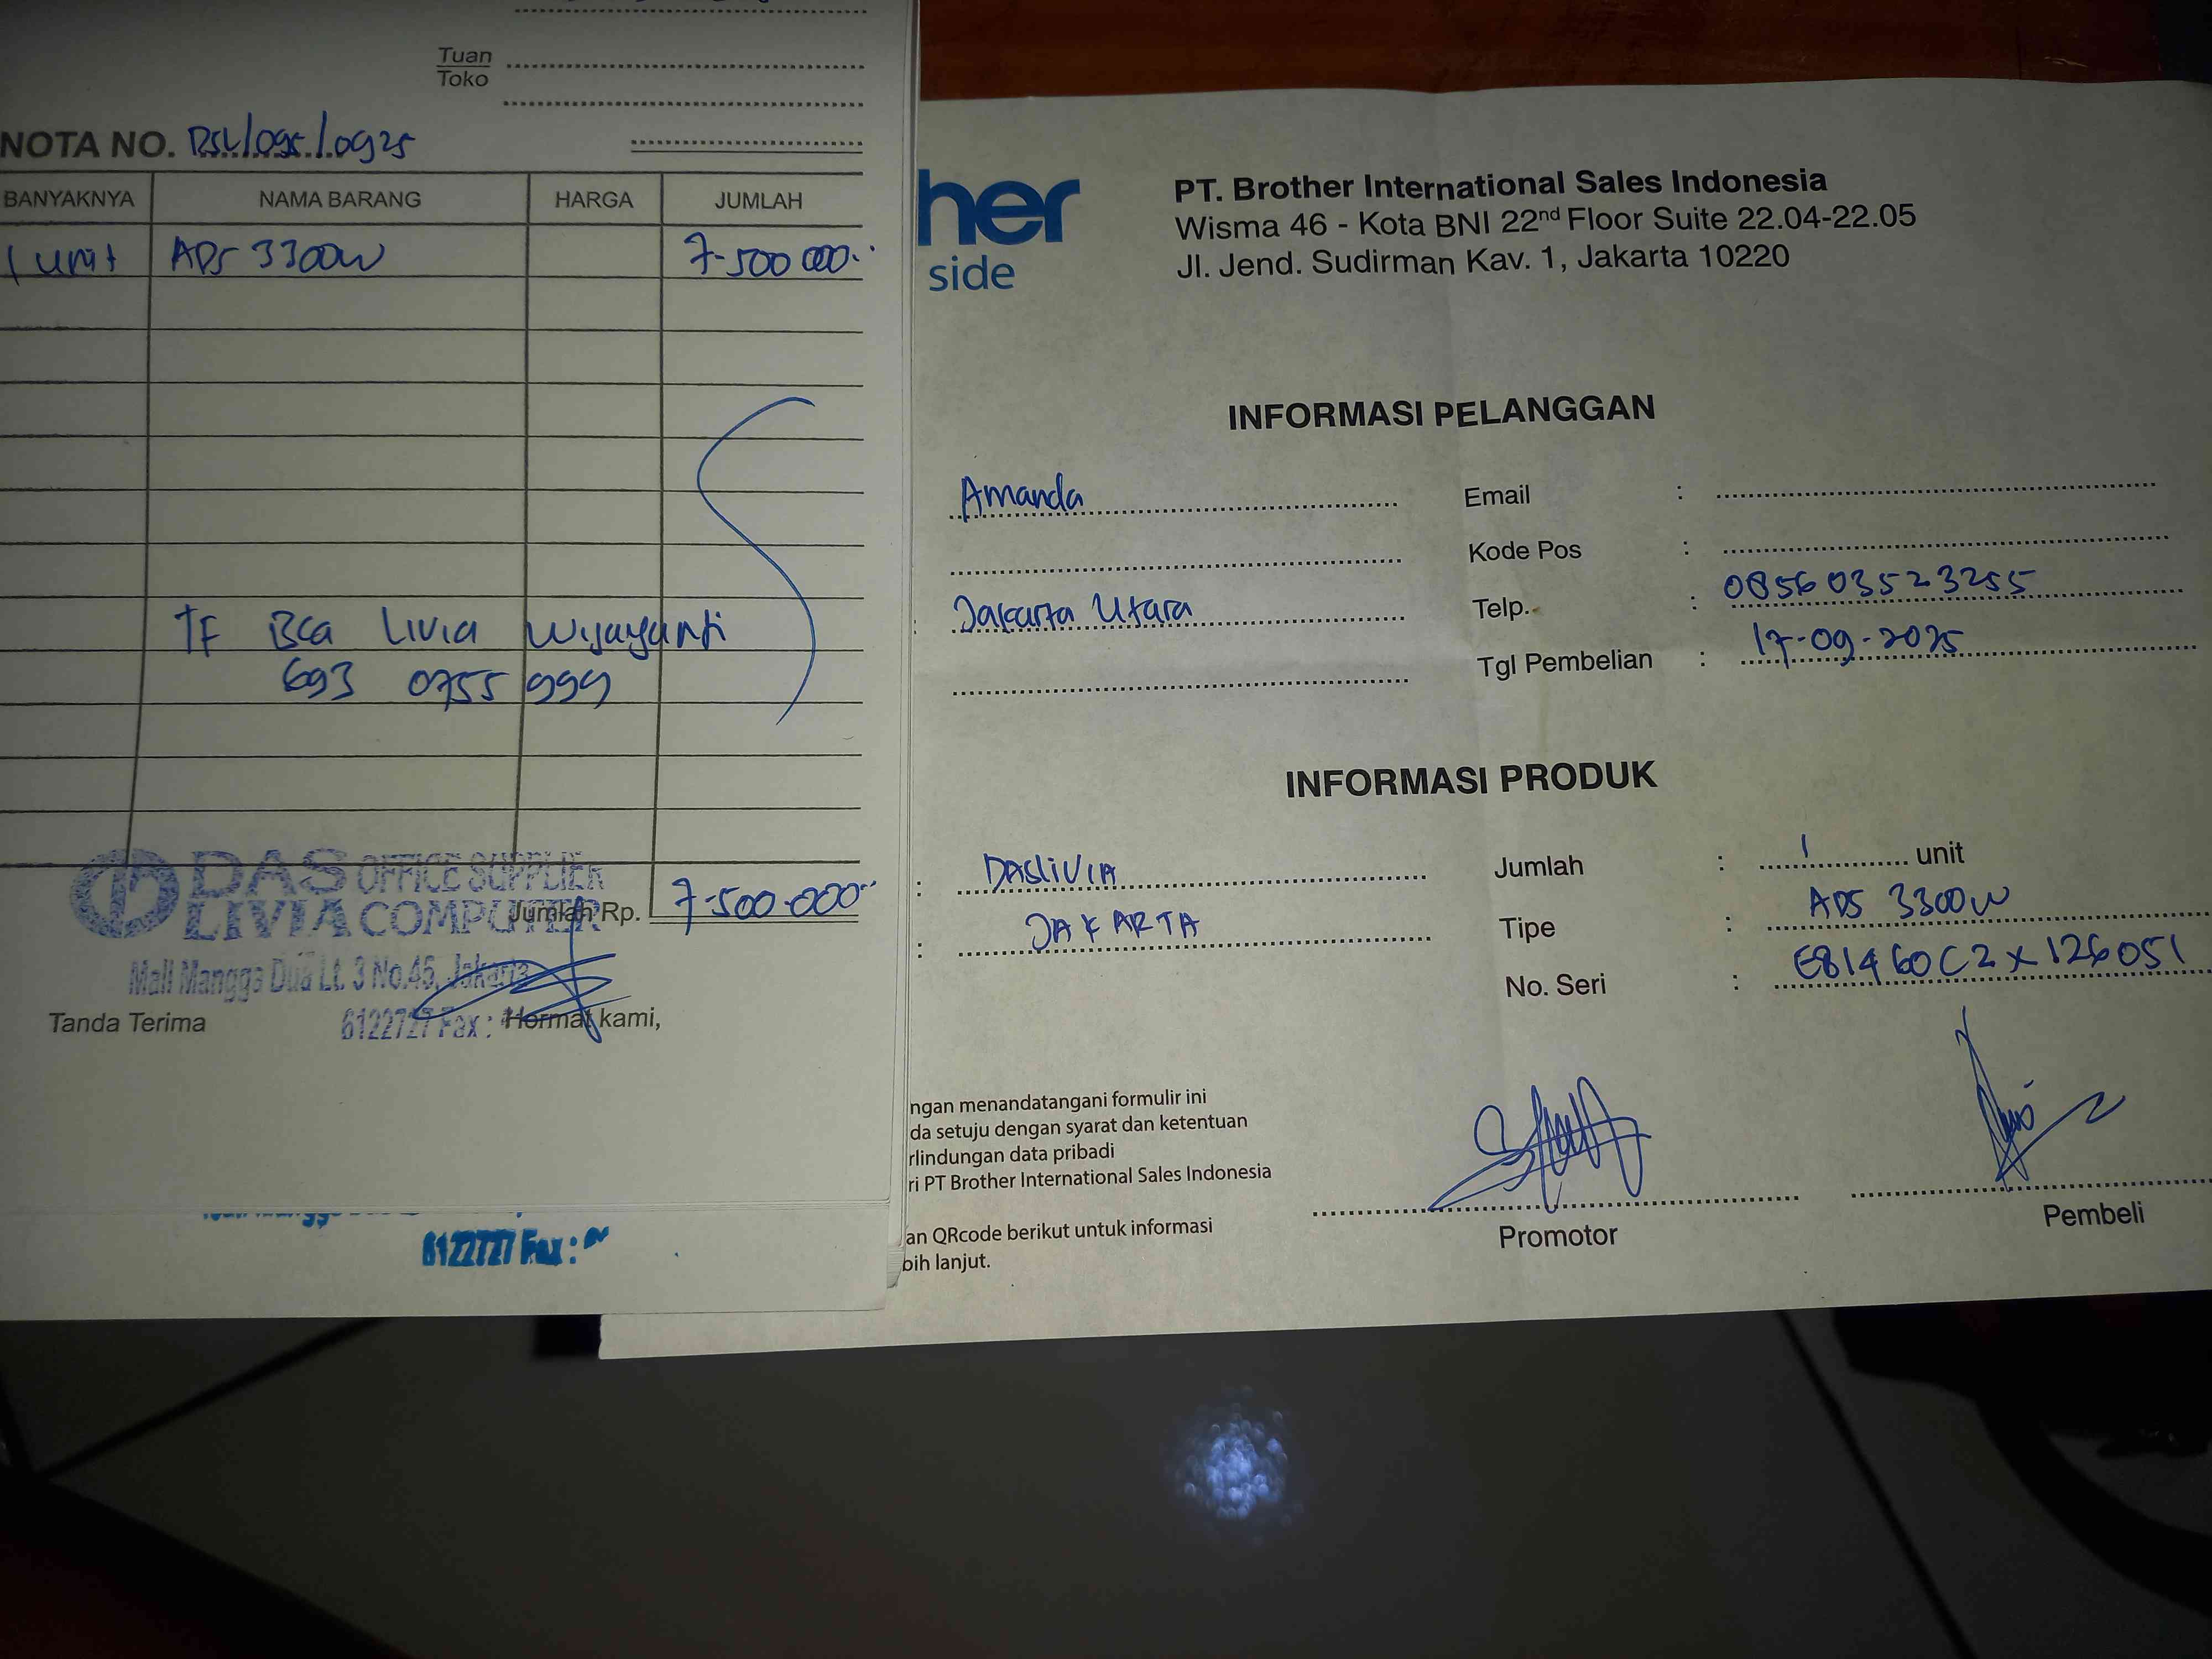 Tuan
Toko
NOTA NO. DSL/095/0925
BANYAKNYA NAMA BARANG HARGA JUMLAH
1 unit ADS 3300W 7.500.000.-
TF BCA Livia Wijayanti
693 0755 999
DAS OFFICE SUPPLIER
LIVIA COMPUTER
Jumlah Rp. 7.500.000.-
Mall Mangga Dua Lt. 3 No.46, Jakarta
6122727 Fax :
Tanda Terima Hormat kami,
6122727 Fax :
her
side
PT. Brother International Sales Indonesia
Wisma 46 - Kota BNI 22nd Floor Suite 22.04-22.05
Jl. Jend. Sudirman Kav. 1, Jakarta 10220
INFORMASI PELANGGAN
Amanda Email :
Kode Pos :
: Jakarta Utara Telp. : 085603523255
Tgl Pembelian : 17-09-2025
INFORMASI PRODUK
: DASLIVIA Jumlah : 1 unit
: JAKARTA Tipe : ADS 3300W
No. Seri : E81460C2X126051
ngan menandatangani formulir ini
da setuju dengan syarat dan ketentuan
rlindungan data pribadi
ri PT Brother International Sales Indonesia
an QRcode berikut untuk informasi
bih lanjut.
Promotor Pembeli